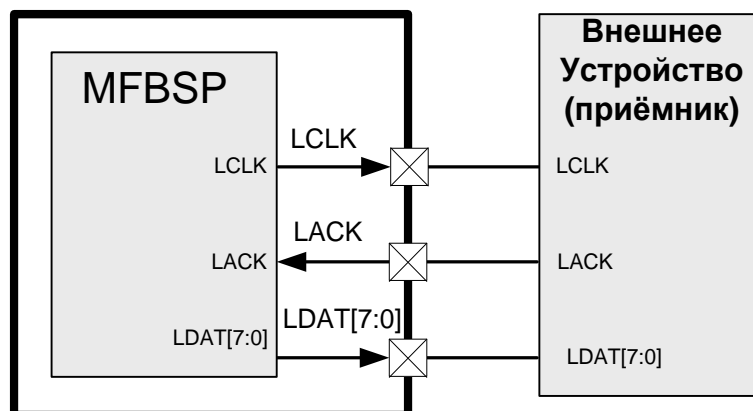 Внешнее
Устройство
(приёмник)
MFBSP
LCLK
LCLK
LCLK
LACK
LACK
LACK
LDAT[7:0]
LDAT[7:0]
LDAT[7:0]